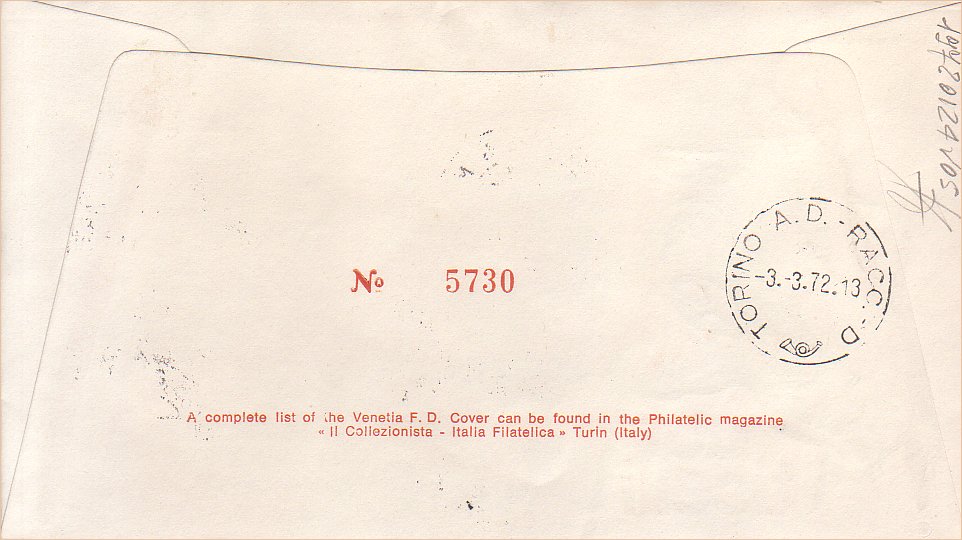 Nº 5730
TORINO A.D.-RACC.-D
-3.-3.72.13
A complete list of the Venetia F. D. Cover can be found in the Philatelic magazine
« Il Collezionista - Italia Filatelica » Turin (Italy)